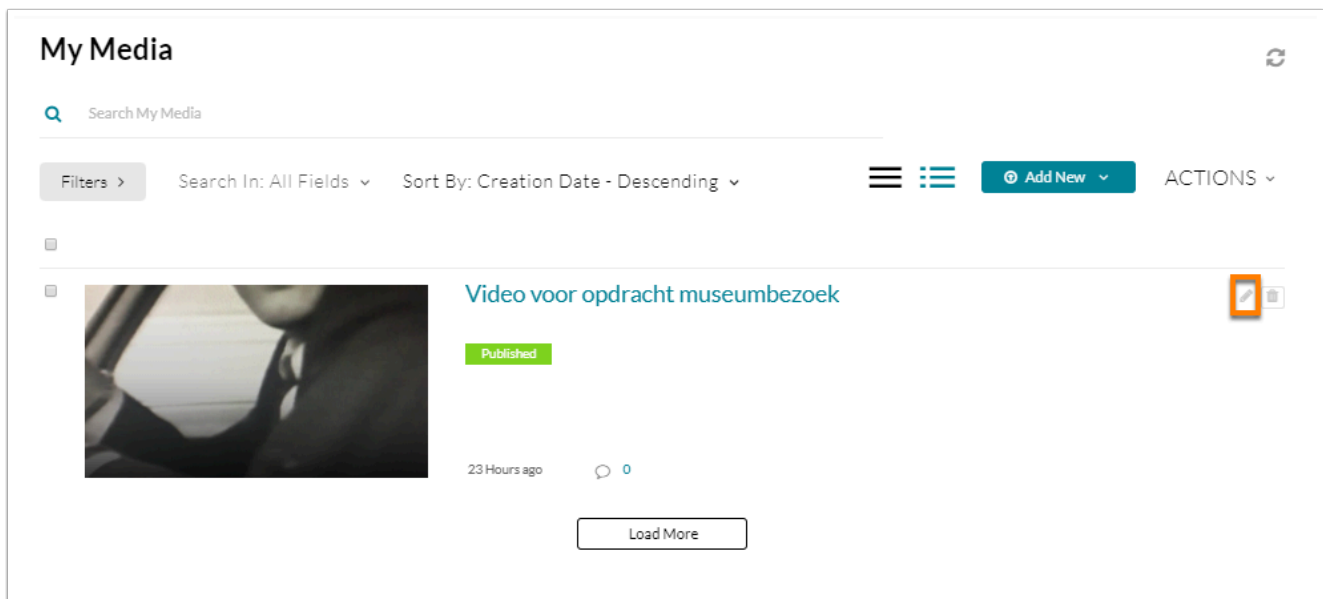 My Media
Search My Media
Filters
Search In: All Fields
Sort By: Creation Date - Descending
Add New
ACTIONS
Video voor opdracht museumbezoek
Published
23 Hours ago
0
Load More